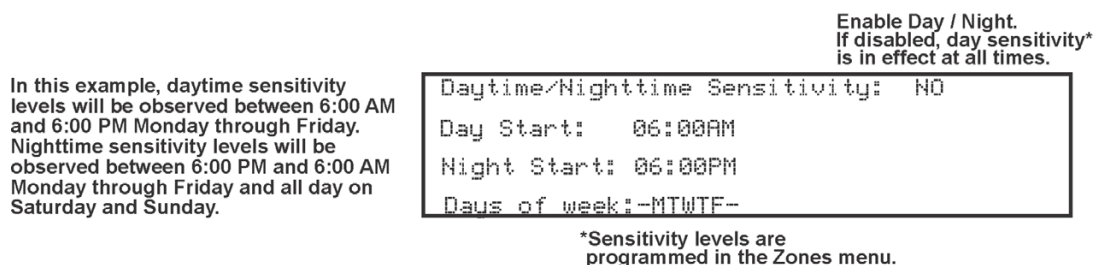 Enable Day / Night.
If disabled, day sensitivity*
is in effect at all times.
In this example, daytime sensitivity
levels will be observed between 6:00 AM
and 6:00 PM Monday through Friday.
Nighttime sensitivity levels will be
observed between 6:00 PM and 6:00 AM
Monday through Friday and all day on
Saturday and Sunday.
Daytime/Nighttime Sensitivity: NO
Day Start: 06:00AM
Night Start: 06:00PM
Days of week:-MTWTF-
*Sensitivity levels are
programmed in the Zones menu.